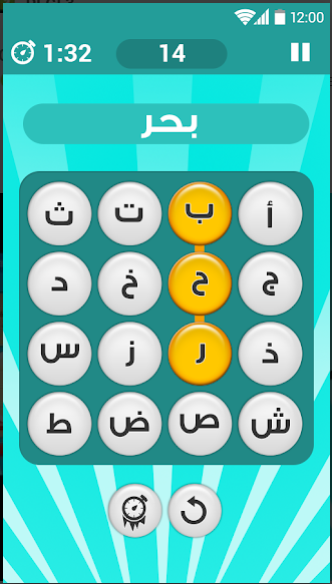 12:00
1:32 14
بحر
أ ب ت ث
ج ح خ د
ذ ر ز س
ش ص ض ط